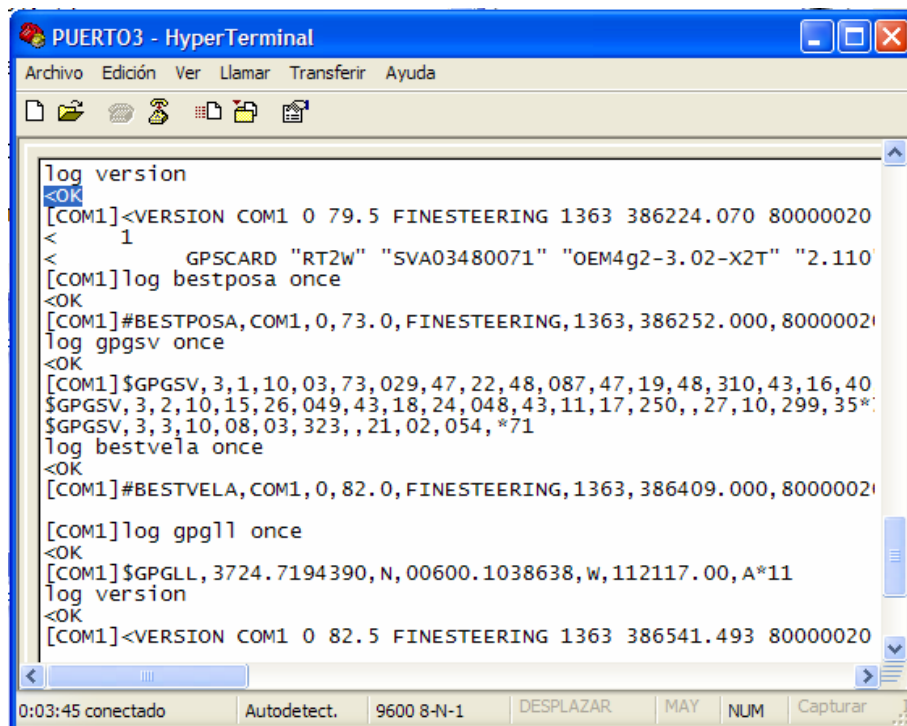 PUERTO3 - HyperTerminal
Archivo Edición Ver Llamar Transferir Ayuda
log version
<OK
[COM1]<VERSION COM1 0 79.5 FINESTEERING 1363 386224.070 80000020
<     1
<          GPSCARD "RT2W" "SVA03480071" "OEM4g2-3.02-X2T" "2.110
[COM1]log bestposa once
<OK
[COM1]#BESTPOSA,COM1,0,73.0,FINESTEERING,1363,386252.000,8000002
log gpgsv once
<OK
[COM1]$GPGSV,3,1,10,03,73,029,47,22,48,087,47,19,48,310,43,16,40
$GPGSV,3,2,10,15,26,049,43,18,24,048,43,11,17,250,,27,10,299,35*
$GPGSV,3,3,10,08,03,323,,21,02,054,*71
log bestvela once
<OK
[COM1]#BESTVELA,COM1,0,82.0,FINESTEERING,1363,386409.000,8000002
[COM1]log gpgll once
<OK
[COM1]$GPGLL,3724.7194390,N,00600.1038638,W,112117.00,A*11
log version
<OK
[COM1]<VERSION COM1 0 82.5 FINESTEERING 1363 386541.493 80000020
0:03:45 conectado Autodetect. 9600 8-N-1 DESPLAZAR MAY NUM Capturar